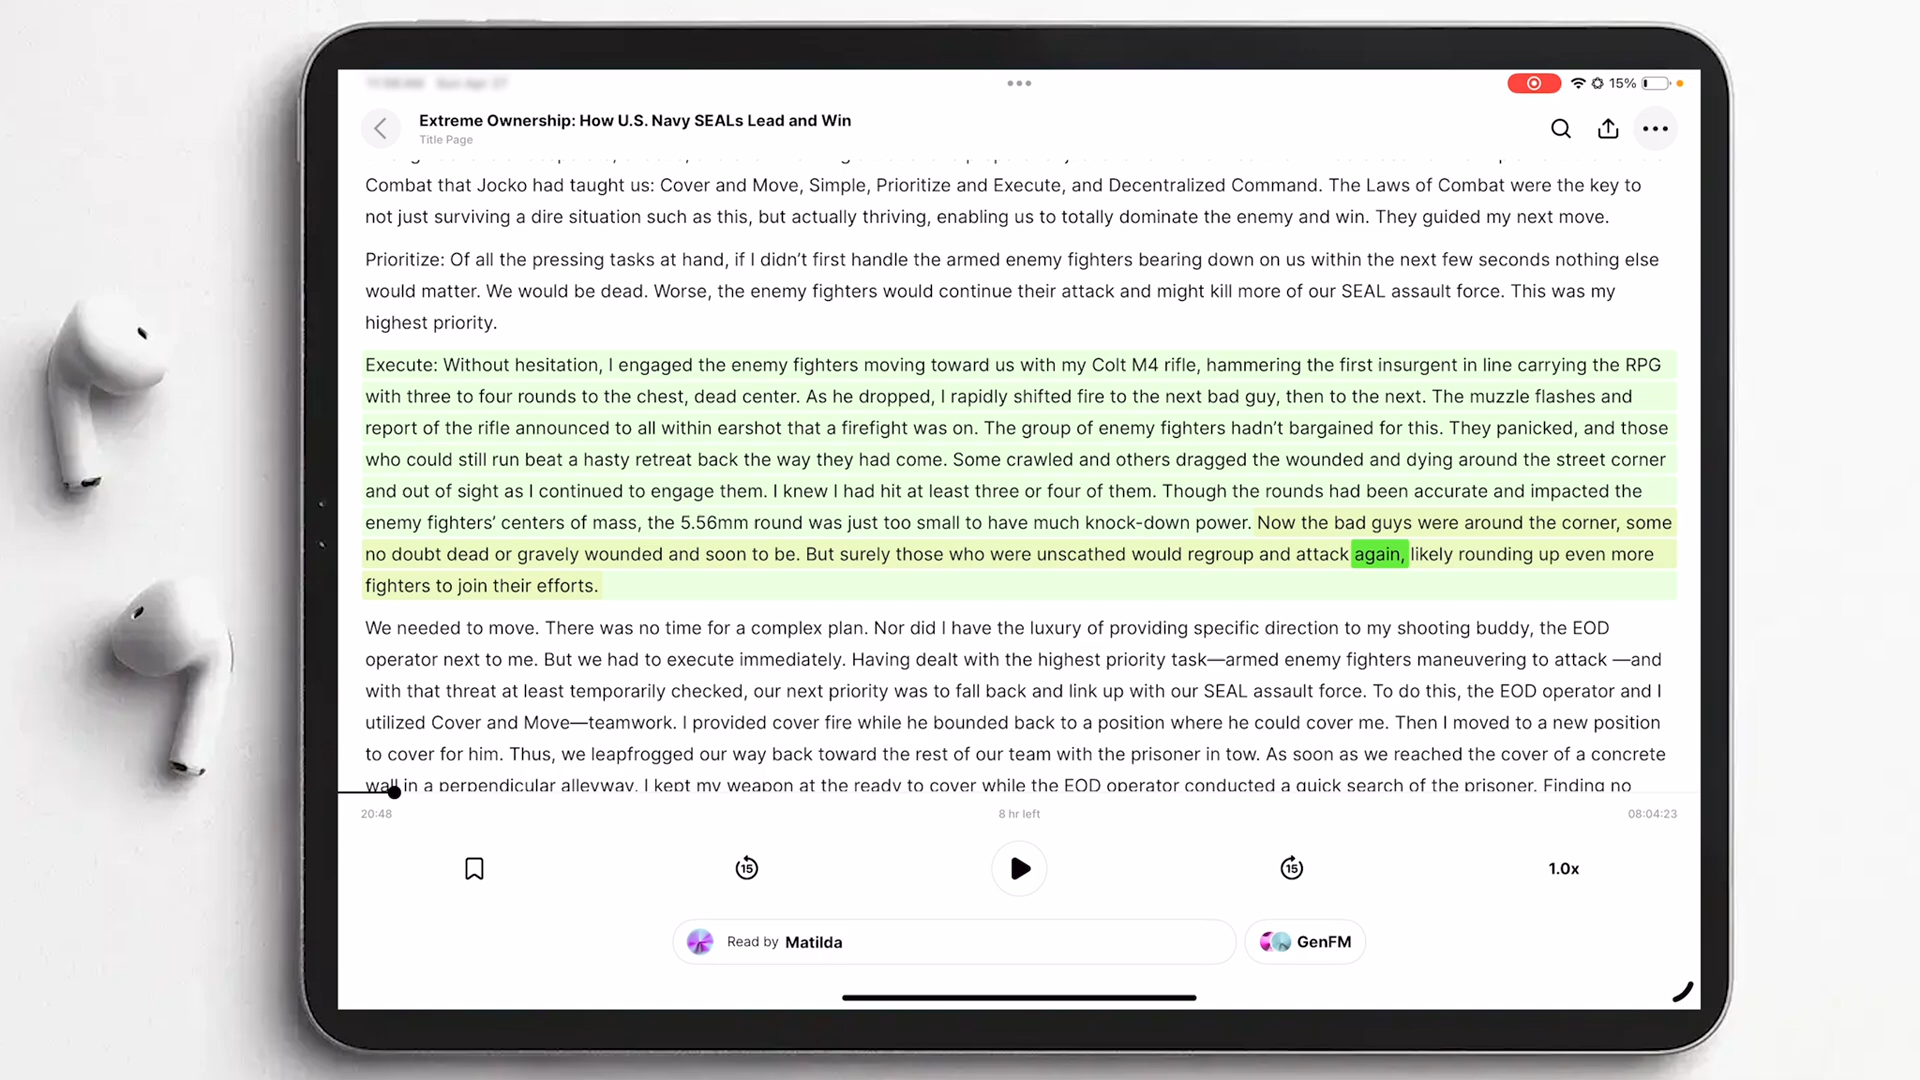 15%
Extreme Ownership: How U.S. Navy SEALs Lead and Win
Title Page
Combat that Jocko had taught us: Cover and Move, Simple, Prioritize and Execute, and Decentralized Command. The Laws of Combat were the key to
not just surviving a dire situation such as this, but actually thriving, enabling us to totally dominate the enemy and win. They guided my next move.
Prioritize: Of all the pressing tasks at hand, if I didn’t first handle the armed enemy fighters bearing down on us within the next few seconds nothing else
would matter. We would be dead. Worse, the enemy fighters would continue their attack and might kill more of our SEAL assault force. This was my
highest priority.
Execute: Without hesitation, I engaged the enemy fighters moving toward us with my Colt M4 rifle, hammering the first insurgent in line carrying the RPG
with three to four rounds to the chest, dead center. As he dropped, I rapidly shifted fire to the next bad guy, then to the next. The muzzle flashes and
report of the rifle announced to all within earshot that a firefight was on. The group of enemy fighters hadn’t bargained for this. They panicked, and those
who could still run beat a hasty retreat back the way they had come. Some crawled and others dragged the wounded and dying around the street corner
and out of sight as I continued to engage them. I knew I had hit at least three or four of them. Though the rounds had been accurate and impacted the
enemy fighters’ centers of mass, the 5.56mm round was just too small to have much knock-down power. Now the bad guys were around the corner, some
no doubt dead or gravely wounded and soon to be. But surely those who were unscathed would regroup and attack again, likely rounding up even more
fighters to join their efforts.
We needed to move. There was no time for a complex plan. Nor did I have the luxury of providing specific direction to my shooting buddy, the EOD
operator next to me. But we had to execute immediately. Having dealt with the highest priority task—armed enemy fighters maneuvering to attack —and
with that threat at least temporarily checked, our next priority was to fall back and link up with our SEAL assault force. To do this, the EOD operator and I
utilized Cover and Move—teamwork. I provided cover fire while he bounded back to a position where he could cover me. Then I moved to a new position
to cover for him. Thus, we leapfrogged our way back toward the rest of our team with the prisoner in tow. As soon as we reached the cover of a concrete
wall in a perpendicular alleyway, I kept my weapon at the ready to cover while the EOD operator conducted a quick search of the prisoner. Finding no
20:48
8 hr left
08:04:23
15
15
1.0x
Read by Matilda
GenFM